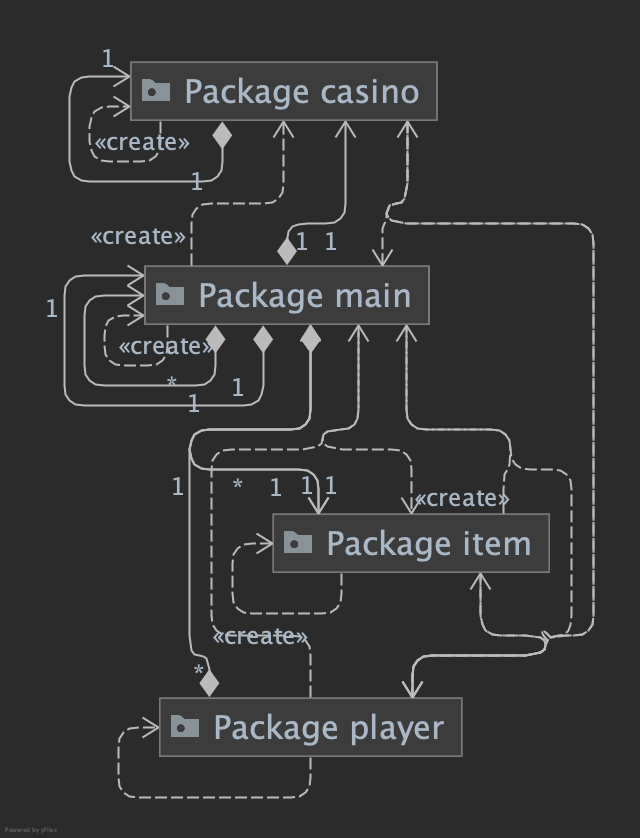 1
Package casino
«create»
1
«create»
1 1
Package main
1
«create»
*
1
1
1
*
1
1 1
«create»
Package item
«create»
*
Package player
Powered by yFiles